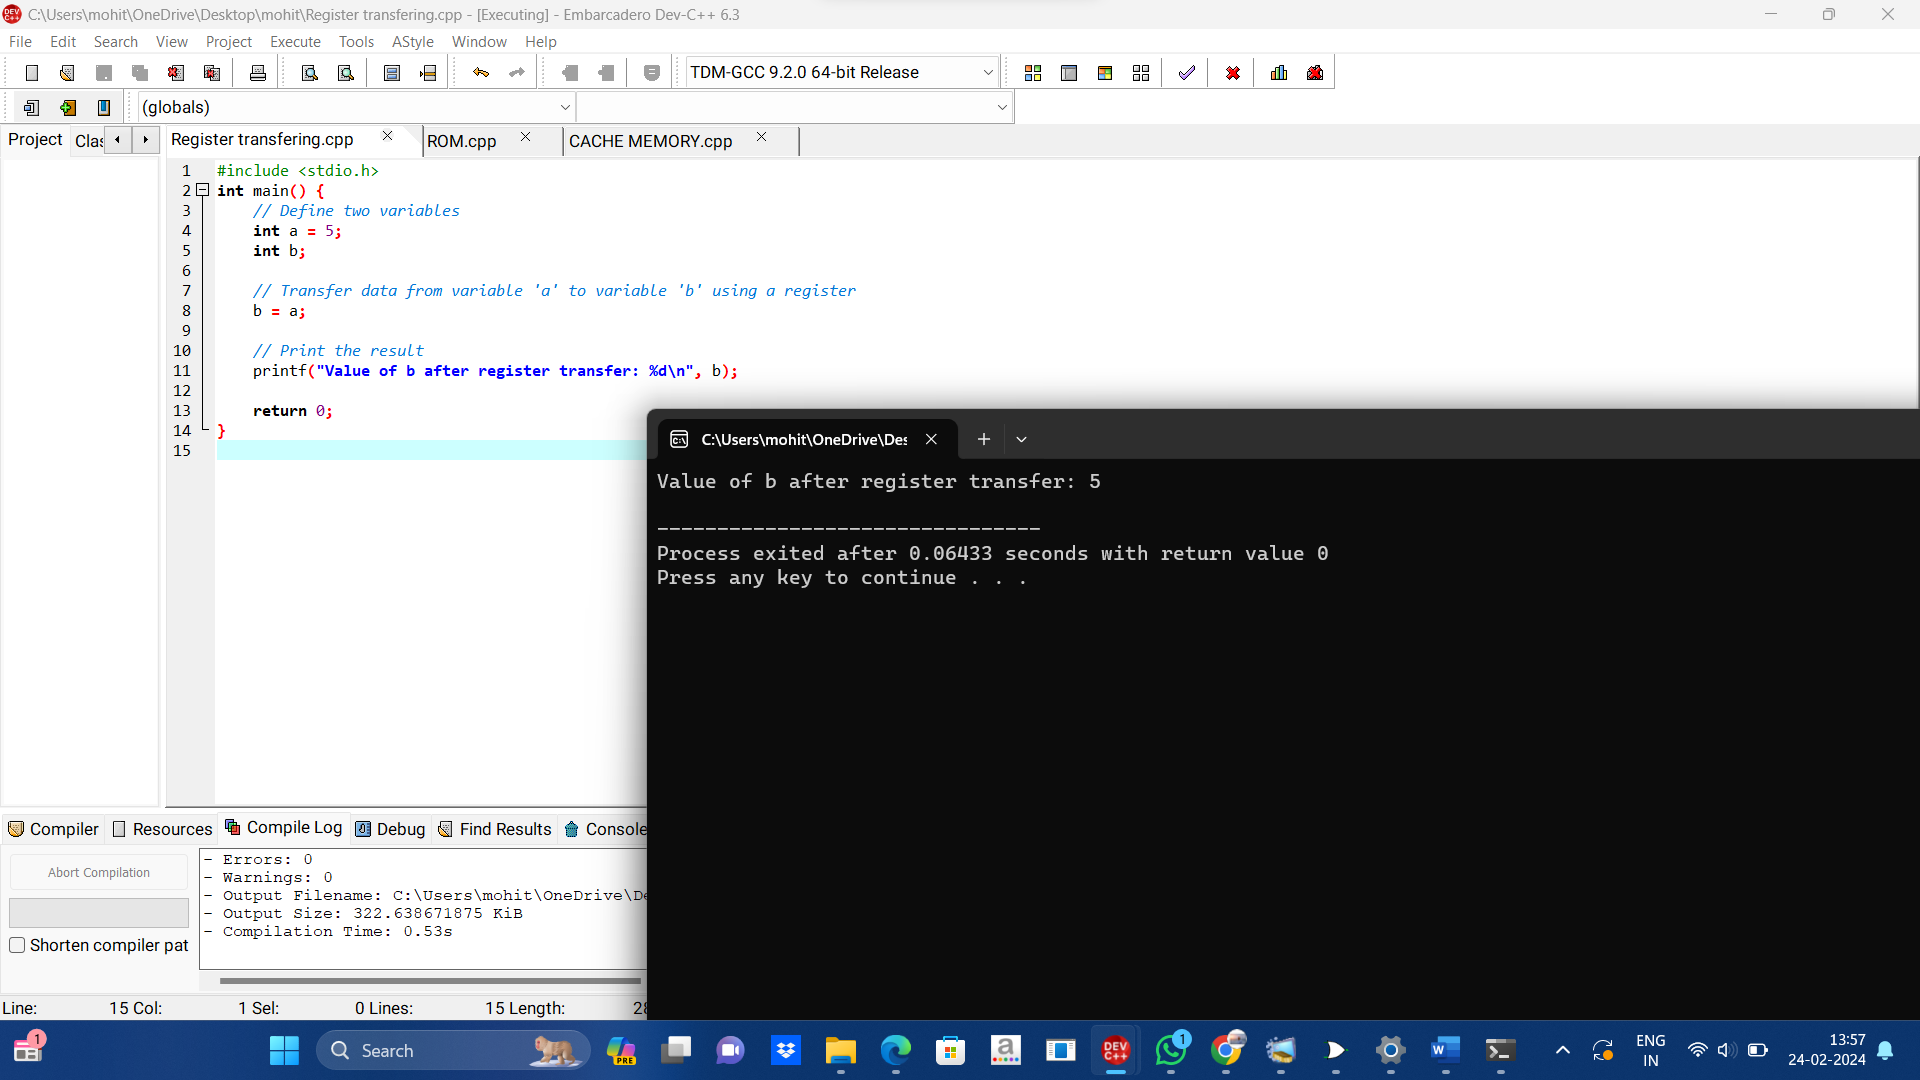 C:\Users\mohit\OneDrive\Desktop\mohit\Register transfering.cpp - [Executing] - Embarcadero Dev-C++ 6.3
File Edit Search View Project Execute Tools AStyle Window Help
TDM-GCC 9.2.0 64-bit Release
(globals)
Project Clas Register transfering.cpp ROM.cpp CACHE MEMORY.cpp
1 #include <stdio.h>
2 int main() {
3 // Define two variables
4 int a = 5;
5 int b;
6
7 // Transfer data from variable 'a' to variable 'b' using a register
8 b = a;
9
10 // Print the result
11 printf("Value of b after register transfer: %d\n", b);
12
13 return 0;
14 }
15
C:\Users\mohit\OneDrive\Des
Value of b after register transfer: 5
--------------------------------
Process exited after 0.06433 seconds with return value 0
Press any key to continue . . .
Compiler Resources Compile Log Debug Find Results Console
Abort Compilation
Shorten compiler pat
- Errors: 0
- Warnings: 0
- Output Filename: C:\Users\mohit\OneDrive\De
- Output Size: 322.638671875 KiB
- Compilation Time: 0.53s
Line: 15 Col: 1 Sel: 0 Lines: 15 Length: 28
1
Search
PRE
a
DEV C++
1
W
ENG
IN
13:57
24-02-2024